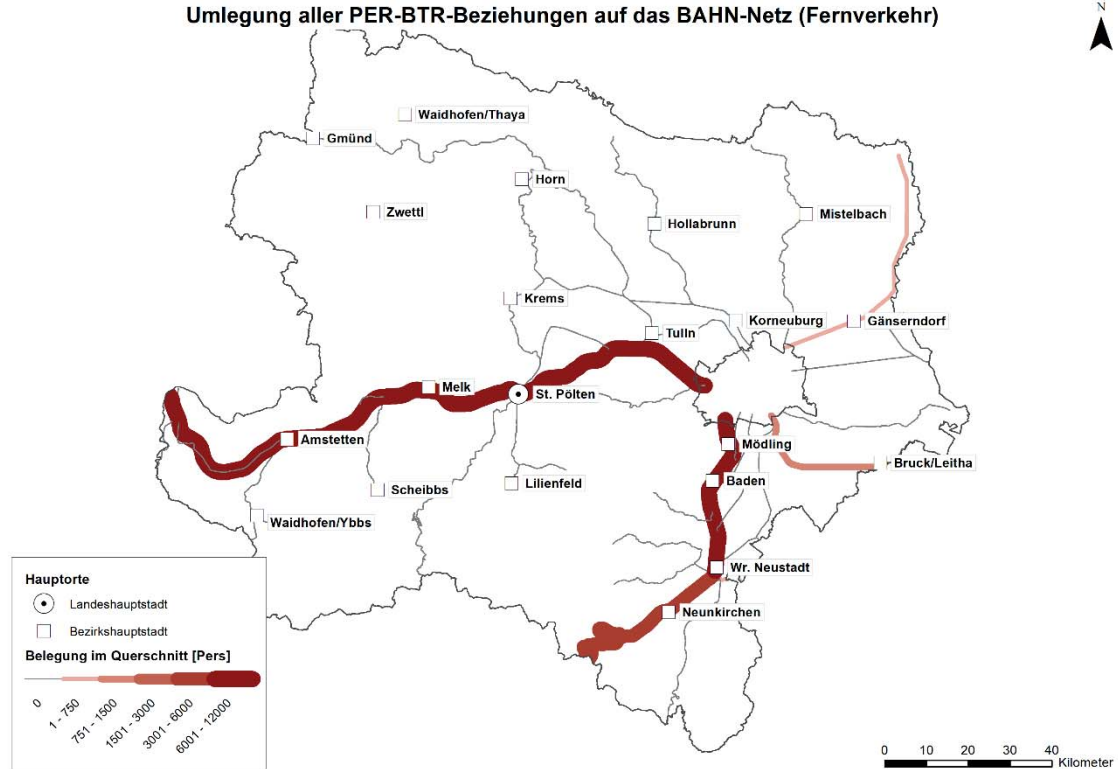 Umlegung aller PER-BTR-Beziehungen auf das BAHN-Netz (Fernverkehr)
N
Waidhofen/Thaya
Gmünd
Horn
Zwettl
Hollabrunn
Mistelbach
Krems
Korneuburg
Gänserndorf
Tulln
Melk
St. Pölten
Amstetten
Mödling
Bruck/Leitha
Baden
Scheibbs
Lilienfeld
Waidhofen/Ybbs
Wr. Neustadt
Neunkirchen
Hauptorte
Landeshauptstadt
Bezirkshauptstadt
Belegung im Querschnitt [Pers]
0
1 - 750
751 - 1500
1501 - 3000
3001 - 6000
6001 - 12000
0 10 20 30 40
Kilometer